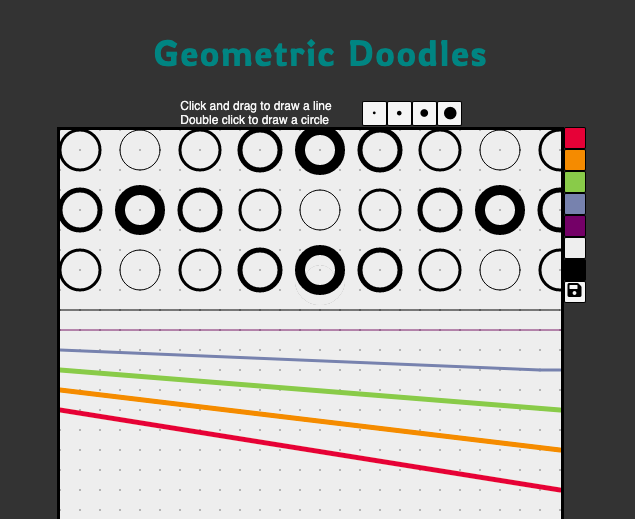 Geometric Doodles
Click and drag to draw a line
Double click to draw a circle